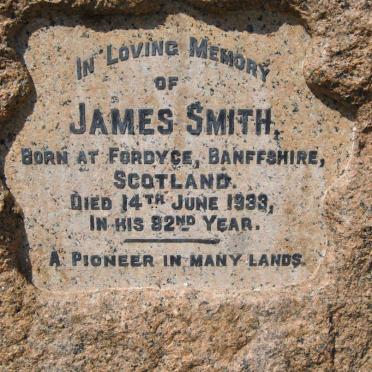 IN LOVING MEMORY
OF
JAMES SMITH,
BORN AT FORDYCE, BANFFSHIRE,
SCOTLAND.
DIED 14TH JUNE 1933,
IN HIS 82ND YEAR.
A PIONEER IN MANY LANDS.